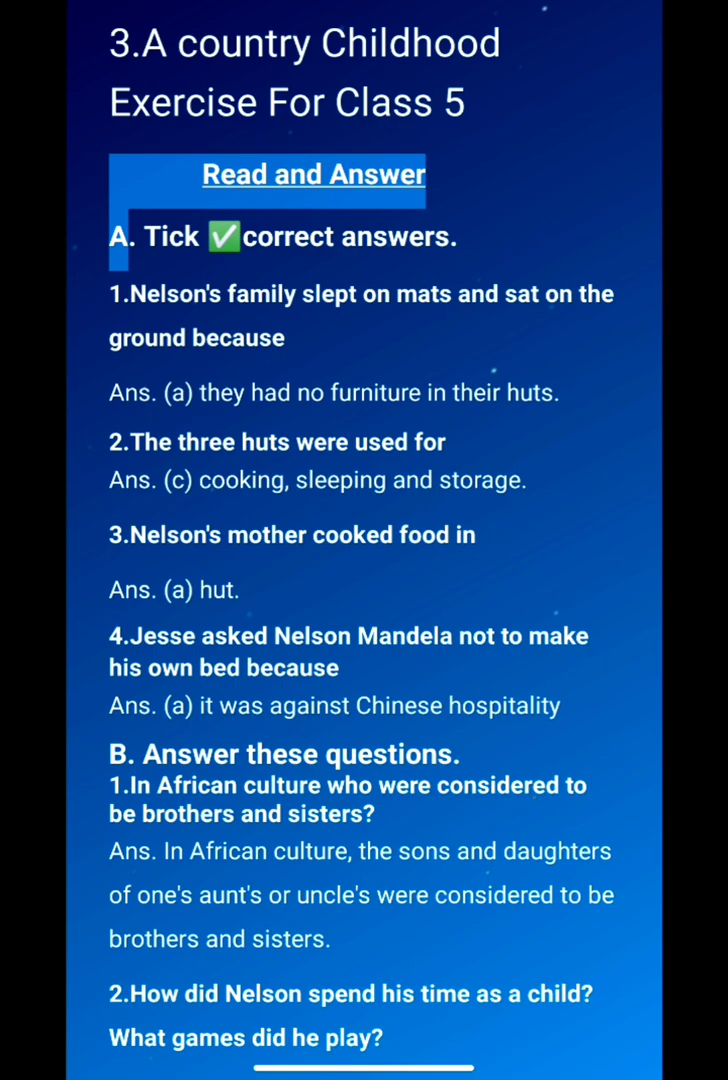 3.A country Childhood
Exercise For Class 5
Read and Answer
A. Tick ✅correct answers.
1.Nelson's family slept on mats and sat on the
ground because
Ans. (a) they had no furniture in their huts.
2.The three huts were used for
Ans. (c) cooking, sleeping and storage.
3.Nelson's mother cooked food in
Ans. (a) hut.
4.Jesse asked Nelson Mandela not to make
his own bed because
Ans. (a) it was against Chinese hospitality
B. Answer these questions.
1.In African culture who were considered to
be brothers and sisters?
Ans. In African culture, the sons and daughters
of one's aunt's or uncle's were considered to be
brothers and sisters.
2.How did Nelson spend his time as a child?
What games did he play?